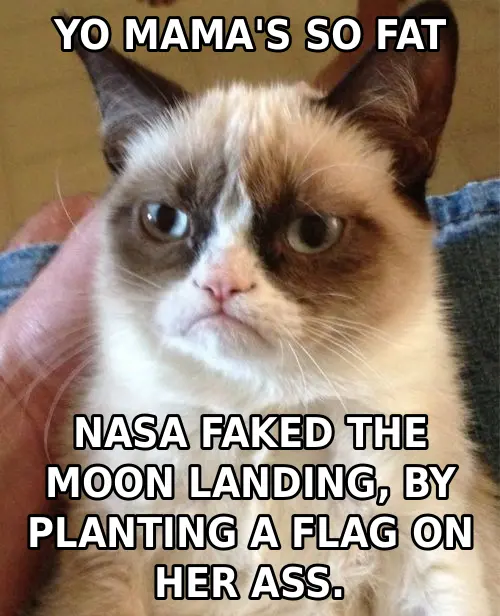 YO MAMA'S SO FAT
NASA FAKED THE
MOON LANDING, BY
PLANTING A FLAG ON
HER ASS.